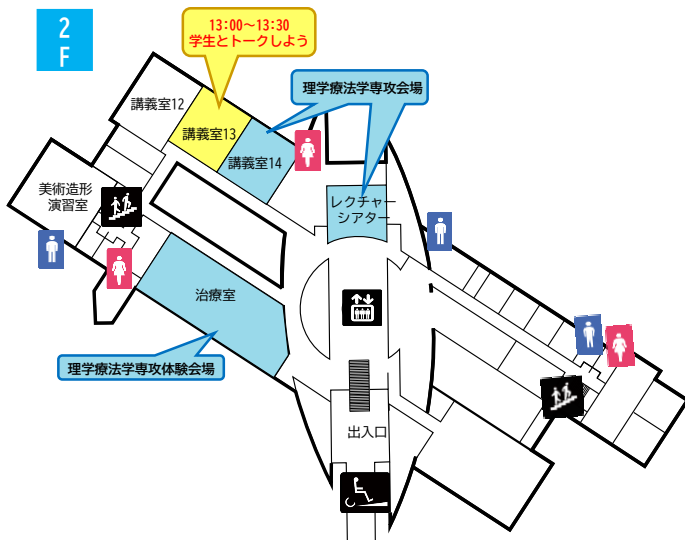 2
F
13:00～13:30
学生とトークしよう
理学療法学専攻会場
講義室12
講義室13
講義室14
美術造形
演習室
レクチャー
シアター
治療室
理学療法学専攻体験会場
出入口